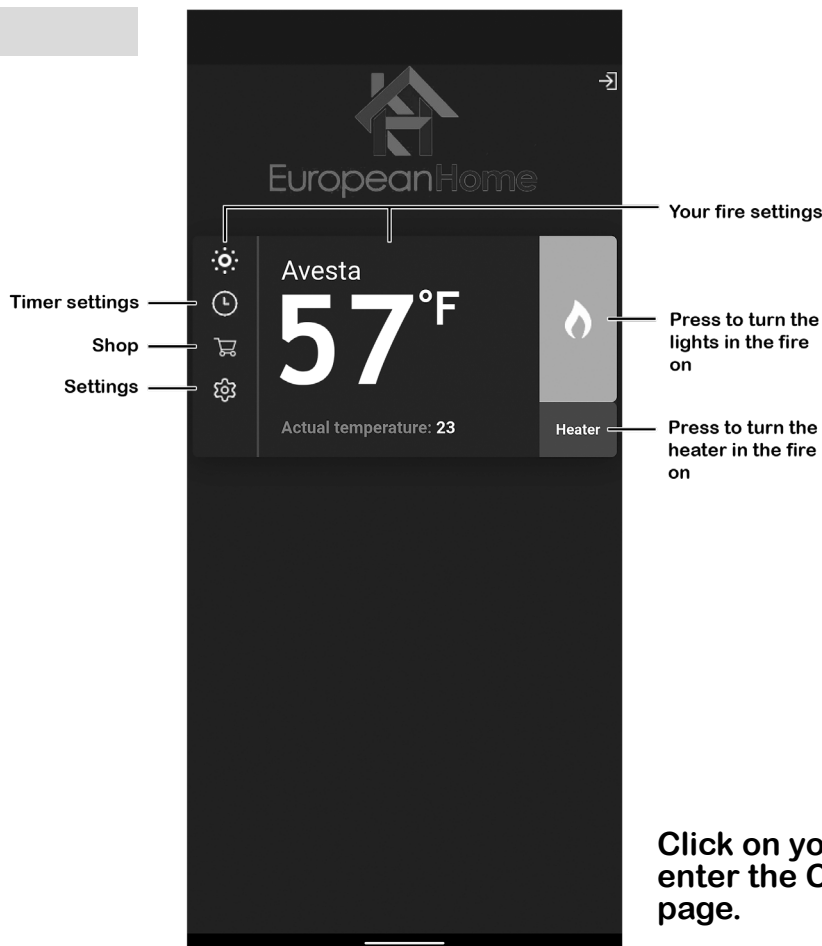 EuropeanHome
Your fire settings
Avesta
57°F
Timer settings
Shop
Settings
Press to turn the
lights in the fire
on
Actual temperature: 23
Heater
Press to turn the
heater in the fire
on
Click on yo
enter the C
page.